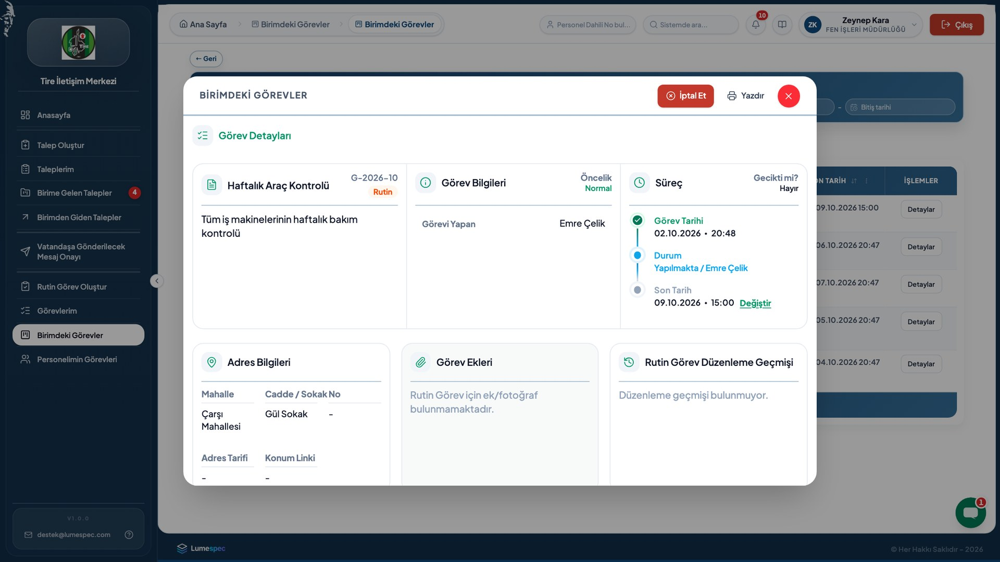 Tire İletişim Merkezi
Anasayfa
Talep Oluştur
Taleplerim
Birime Gelen Talepler 4
Birimden Giden Talepler
Vatandaşa Gönderilecek
Mesaj Onayı
Rutin Görev Oluştur
Görevlerim
Birimdeki Görevler
Personelimin Görevleri
V1.0.0
destek@lumespec.com
Ana Sayfa
Birimdeki Görevler
Birimdeki Görevler
Personel Dahili No bul...
Sistemde ara...
10
ZK
Zeynep Kara
FEN İŞLERİ MÜDÜRLÜĞÜ
Çıkış
← Geri
- Bitiş tarihi
BİRİMDEKİ GÖREVLER
İptal Et
Yazdır
Görev Detayları
Haftalık Araç Kontrolü
G-2026-10
Rutin
Tüm iş makinelerinin haftalık bakım
kontrolü
Görev Bilgileri
Öncelik
Normal
Görevi Yapan
Emre Çelik
Süreç
Gecikti mi?
Hayır
Görev Tarihi
02.10.2026 • 20:48
Durum
Yapılmakta / Emre Çelik
Son Tarih
09.10.2026 • 15:00 Değiştir
Adres Bilgileri
Mahalle
Cadde / Sokak
No
Çarşı
Mahallesi
Gül Sokak
-
Adres Tarifi
Konum Linki
-
-
Görev Ekleri
Rutin Görev için ek/fotoğraf
bulunmamaktadır.
Rutin Görev Düzenleme Geçmişi
Düzenleme geçmişi bulunmuyor.
ON TARİH
İŞLEMLER
09.10.2026 15:00
Detaylar
06.10.2026 20:47
Detaylar
07.10.2026 20:47
Detaylar
05.10.2026 20:47
Detaylar
04.10.2026 20:47
Detaylar
1
Lumespec
© Her Hakkı Saklıdır – 2026